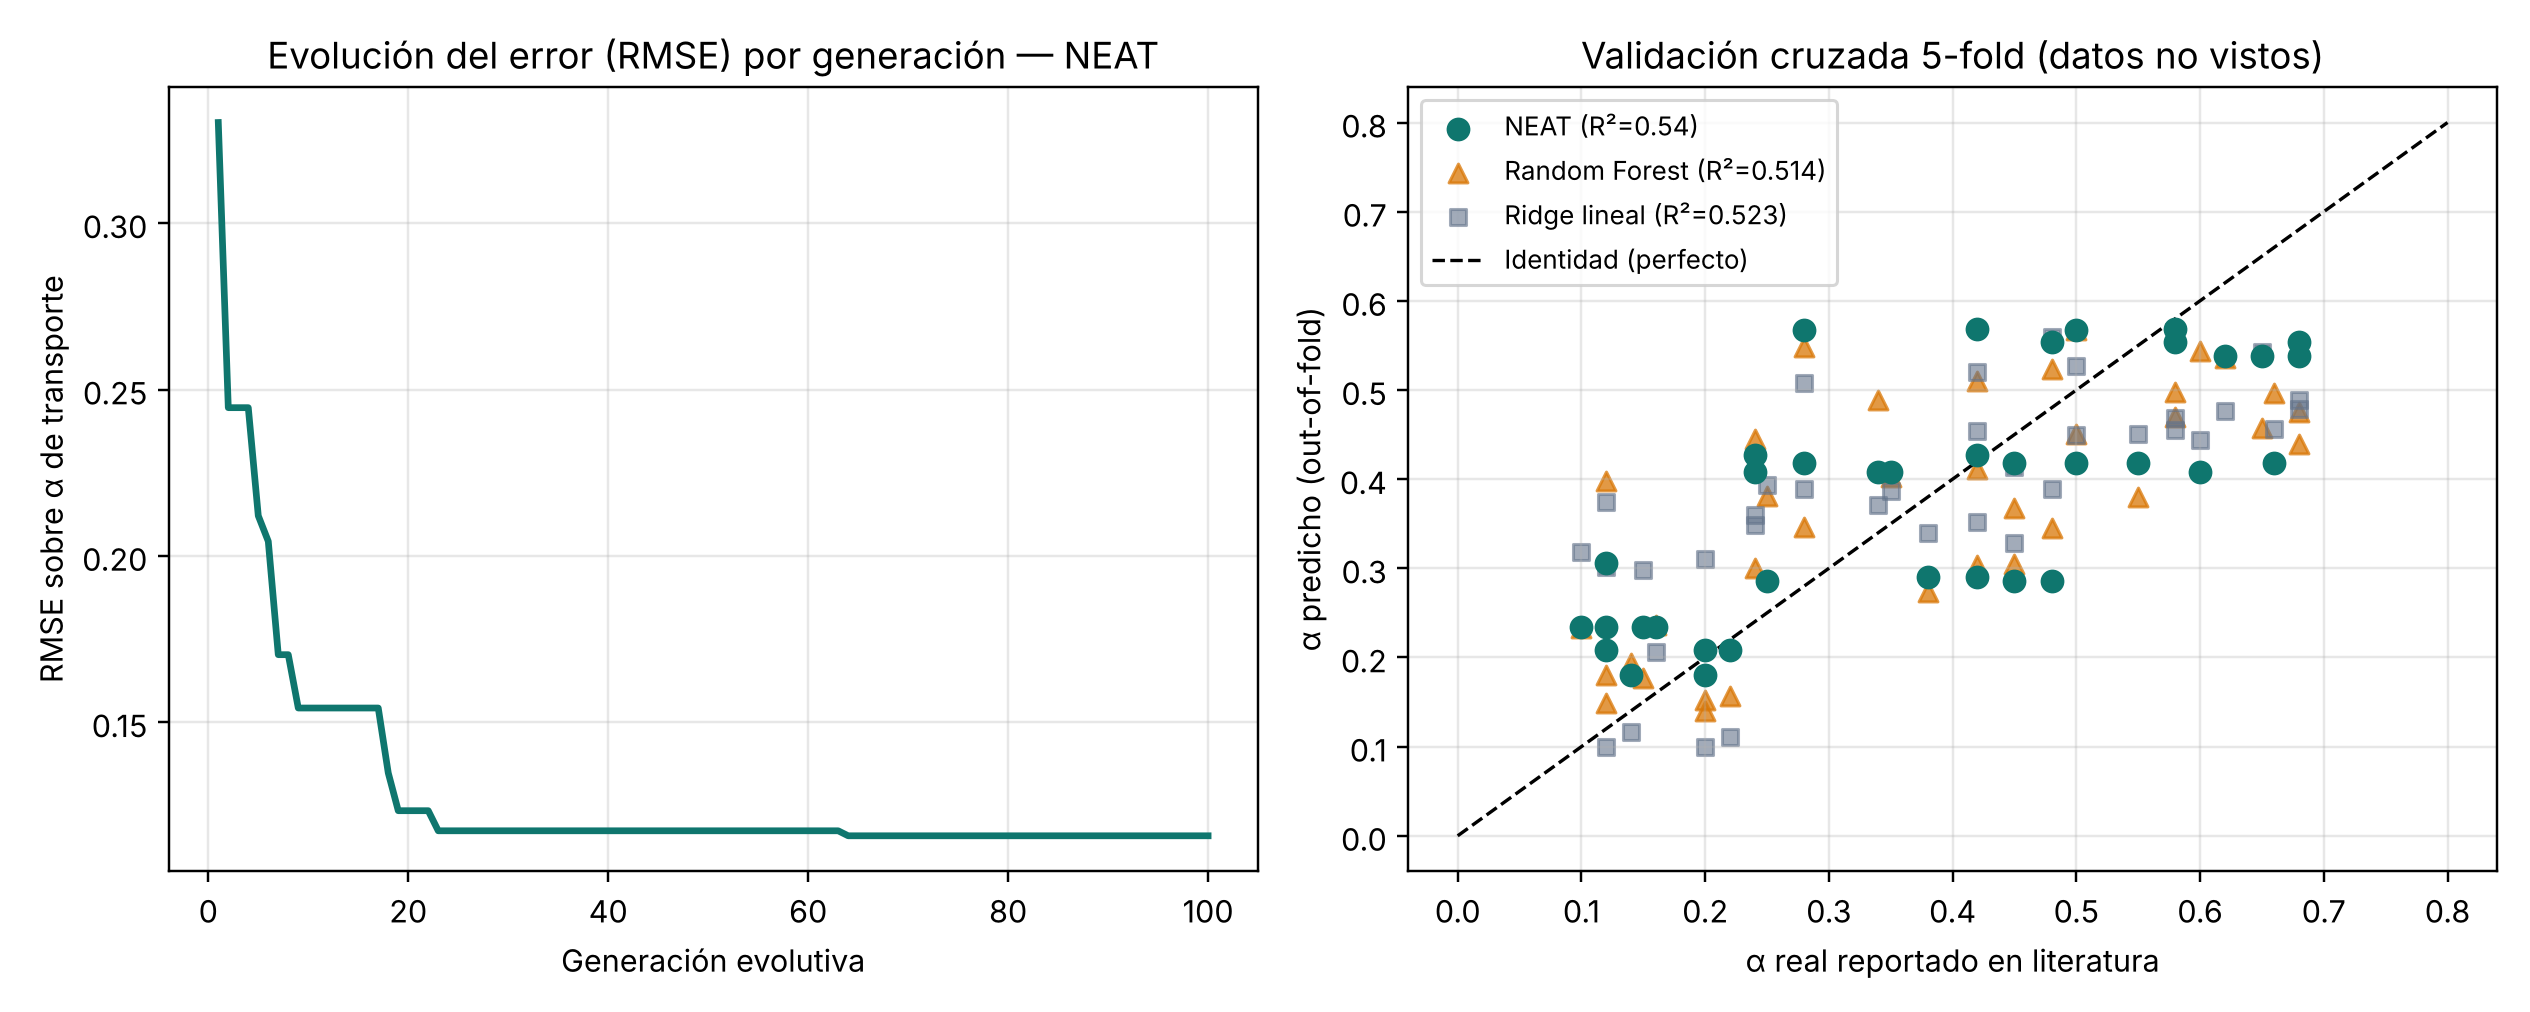 Evolución del error (RMSE) por generación — NEAT
RMSE sobre α de transporte
0.30
0.25
0.20
0.15
0 20 40 60 80 100
Generación evolutiva
Validación cruzada 5-fold (datos no vistos)
NEAT (R²=0.54)
Random Forest (R²=0.514)
Ridge lineal (R²=0.523)
Identidad (perfecto)
α predicho (out-of-fold)
0.8
0.7
0.6
0.5
0.4
0.3
0.2
0.1
0.0
0.0 0.1 0.2 0.3 0.4 0.5 0.6 0.7 0.8
α real reportado en literatura